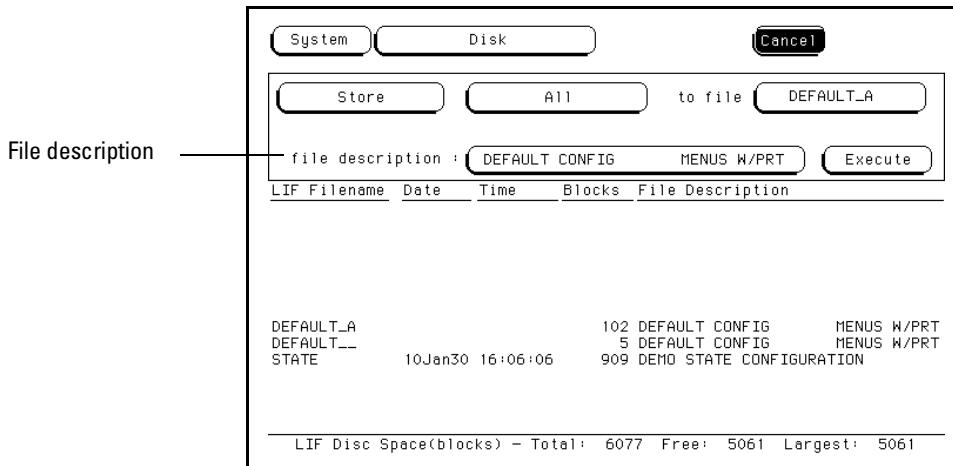 System Disk Cancel
Store All to file DEFAULT_A
File description
file description : DEFAULT CONFIG MENUS W/PRT Execute
LIF Filename Date Time Blocks File Description
DEFAULT_A 102 DEFAULT CONFIG MENUS W/PRT
DEFAULT__ 5 DEFAULT CONFIG MENUS W/PRT
STATE 10Jan30 16:06:06 909 DEMO STATE CONFIGURATION
LIF Disc Space(blocks) – Total: 6077 Free: 5061 Largest: 5061